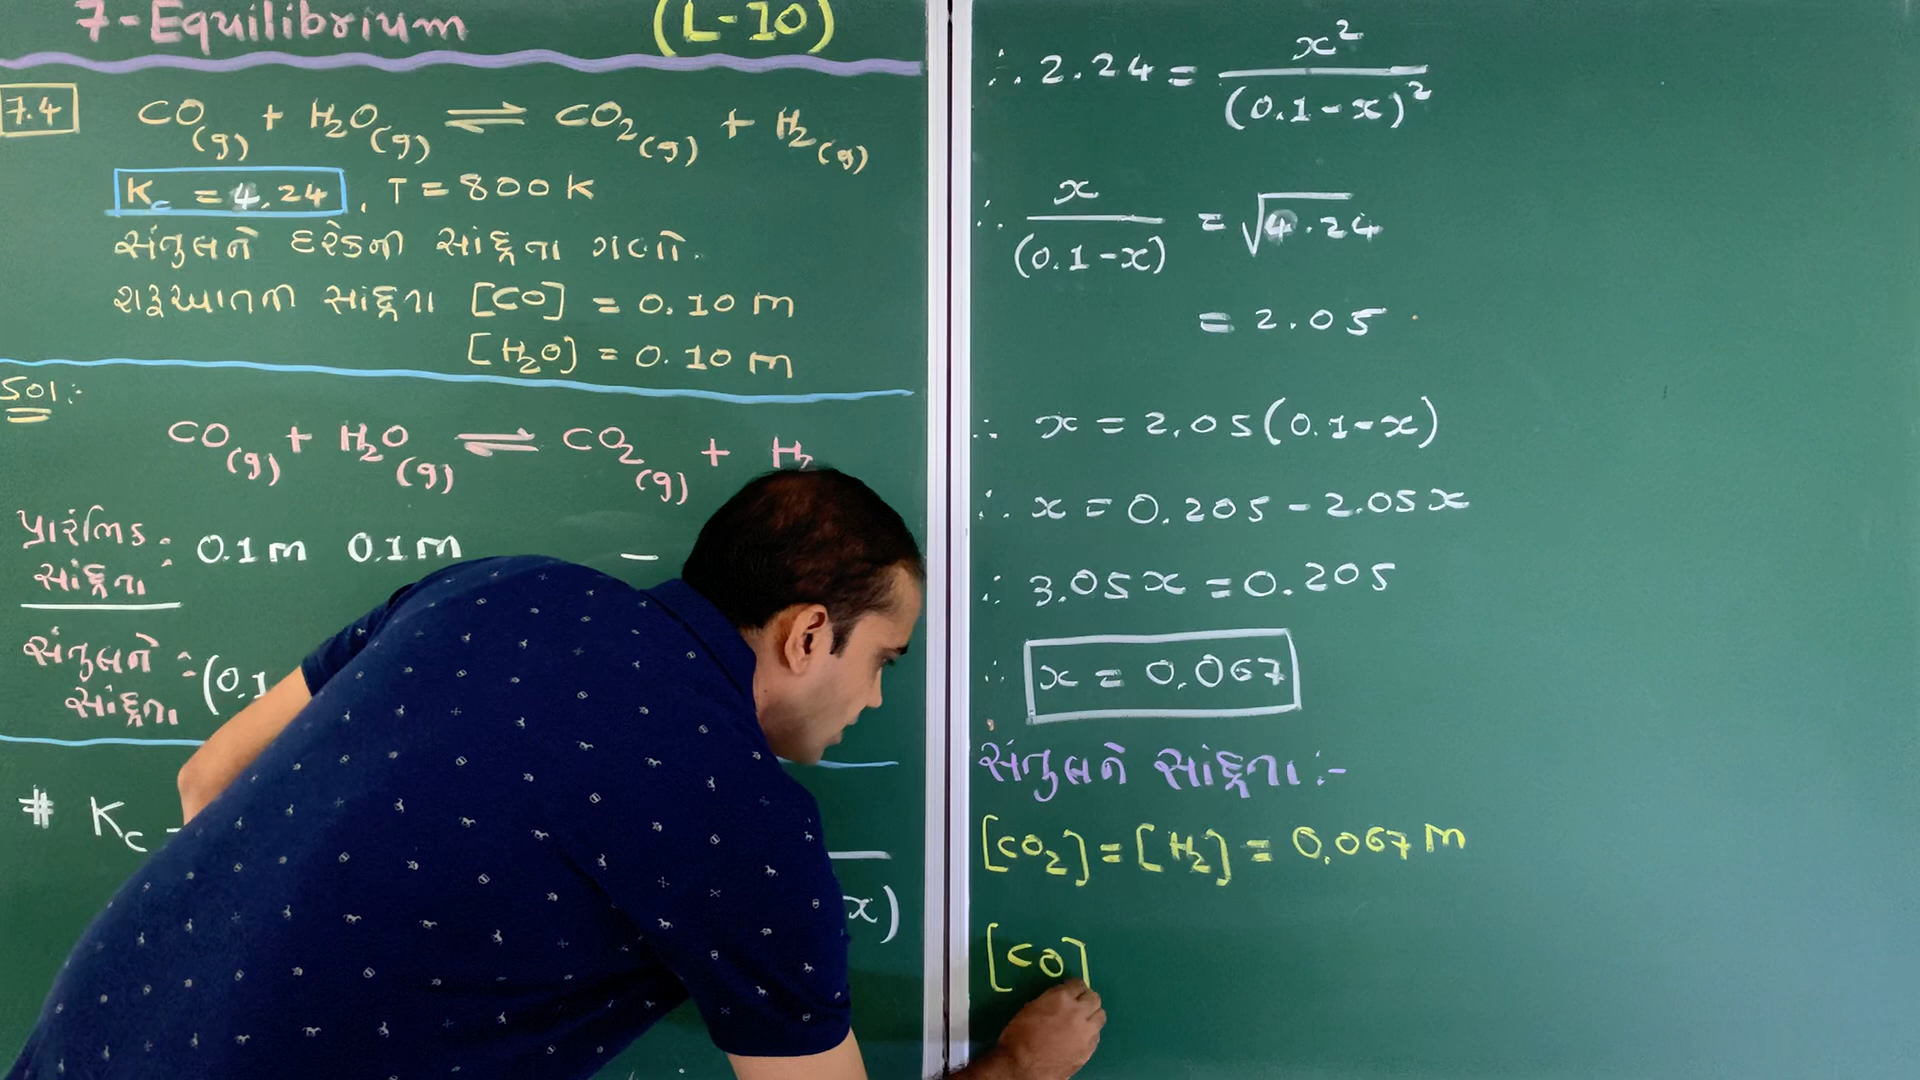 7-Equilibrium (L-10)
7.4 CO(g) + H2O(g) ⇌ CO2(g) + H2(g)
Kc = 4.24, T = 800 K
સંતુલને દરેકની સાંદ્રતા ગણો.
શરૂઆતની સાંદ્રતા [CO] = 0.10 m
[H2O] = 0.10 m
Sol:-
CO(g) + H2O(g) ⇌ CO2(g) + H2
પ્રારંભિક સાંદ્રતા : 0.1m 0.1m —
સંતુલને સાંદ્રતા :- (0.1
# Kc
x)
∴ 2.24 = x² / (0.1-x)²
∴ x / (0.1-x) = √4.24
= 2.05
∴ x = 2.05(0.1-x)
∴ x = 0.205 - 2.05x
∴ 3.05x = 0.205
∴ x = 0.067
સંતુલને સાંદ્રતા :-
[CO2] = [H2] = 0.067 m
[CO]